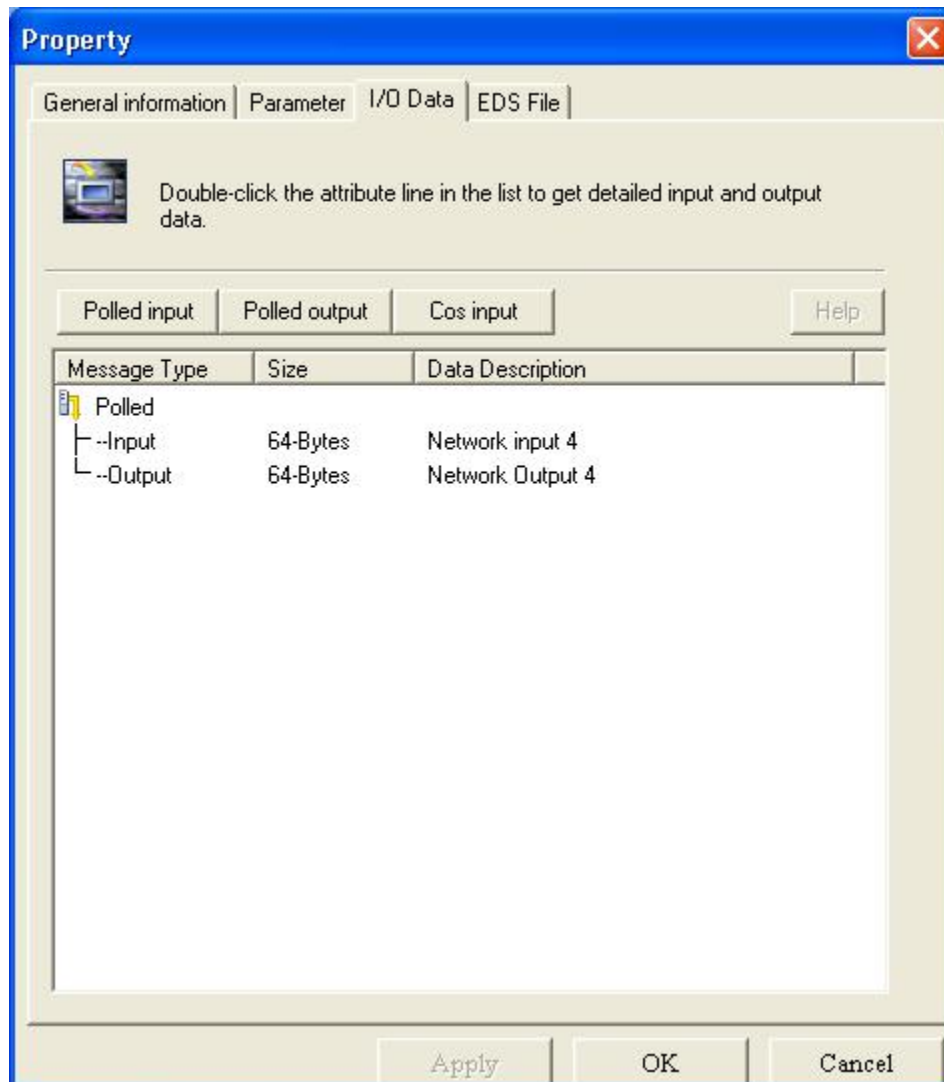 Property
General information Parameter I/O Data EDS File
Double-click the attribute line in the list to get detailed input and output
data.
Polled input Polled output Cos input Help
Message Type Size Data Description
Polled
--Input 64-Bytes Network input 4
--Output 64-Bytes Network Output 4
Apply OK Cancel